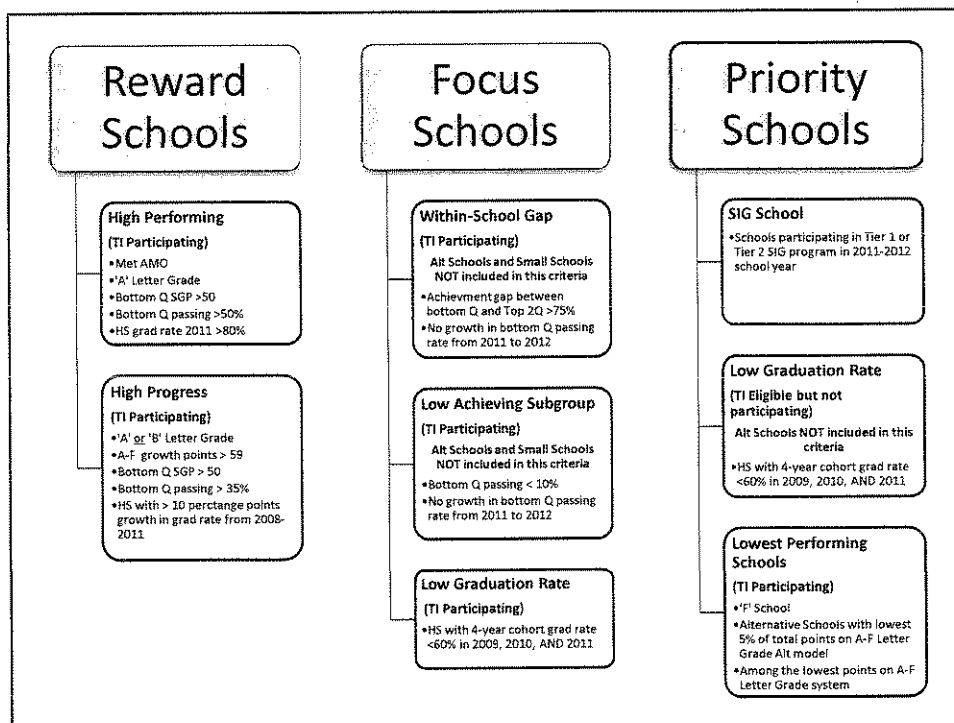 Reward
Schools
High Performing
(TI Participating)
•Met AMO
•'A' Letter Grade
•Bottom Q SGP >50
•Bottom Q passing >50%
•HS grad rate 2011 >80%
High Progress
(TI Participating)
•'A' or 'B' Letter Grade
•A-F growth points > 59
•Bottom Q SGP > 50
•Bottom Q passing > 35%
•HS with > 10 perctange points
growth in grad rate from 2008-
2011
Focus
Schools
Within-School Gap
(TI Participating)
Alt Schools and Small Schools
NOT included in this criteria
•Achievment gap between
bottom Q and Top 2Q >75%
•No growth in bottom Q passing
rate from 2011 to 2012
Low Achieving Subgroup
(TI Participating)
Alt Schools and Small Schools
NOT included in this criteria
•Bottom Q passing < 10%
•No growth in bottom Q passing
rate from 2011 to 2012
Low Graduation Rate
(TI Participating)
•HS with 4-year cohort grad rate
<60% in 2009, 2010, AND 2011
Priority
Schools
SIG School
•Schools participating in Tier 1 or
Tier 2 SIG program in 2011-2012
school year
Low Graduation Rate
(TI Eligible but not
participating)
Alt Schools NOT included in this
criteria
•HS with 4-year cohort grad rate
<60% in 2009, 2010, AND 2011
Lowest Performing
Schools
(TI Participating)
•'F' School
•Alternative Schools with lowest
5% of total points on A-F Letter
Grade Alt model
•Among the lowest points on A-F
Letter Grade system